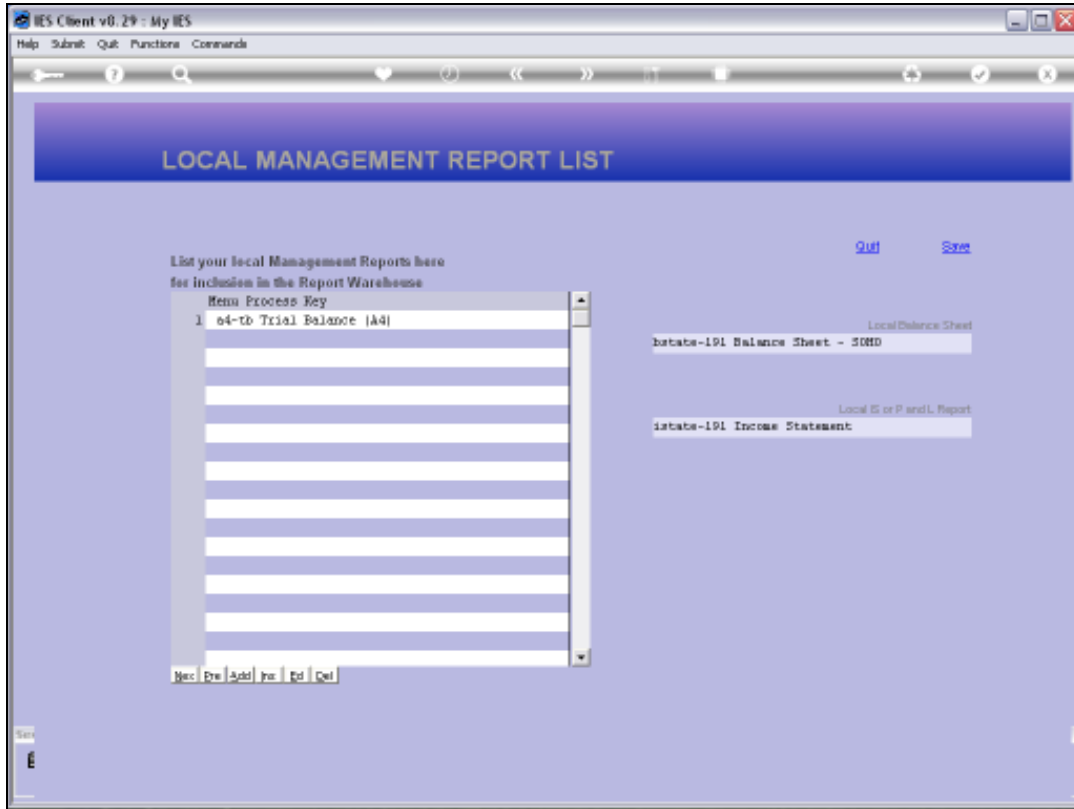 IES Client v8.29 : My IES
Help Submit Quit Functions Commands
LOCAL MANAGEMENT REPORT LIST
Quit Save
List your local Management Reports here
for inclusion in the Report Warehouse
Menu Process Key
1 a4-tb Trial Balance (A4)
Local Balance Sheet
bstate-191 Balance Sheet - SOHO
Local IS or P and L Report
istate-191 Income Statement
Nex Pre Add Ins Ed Del